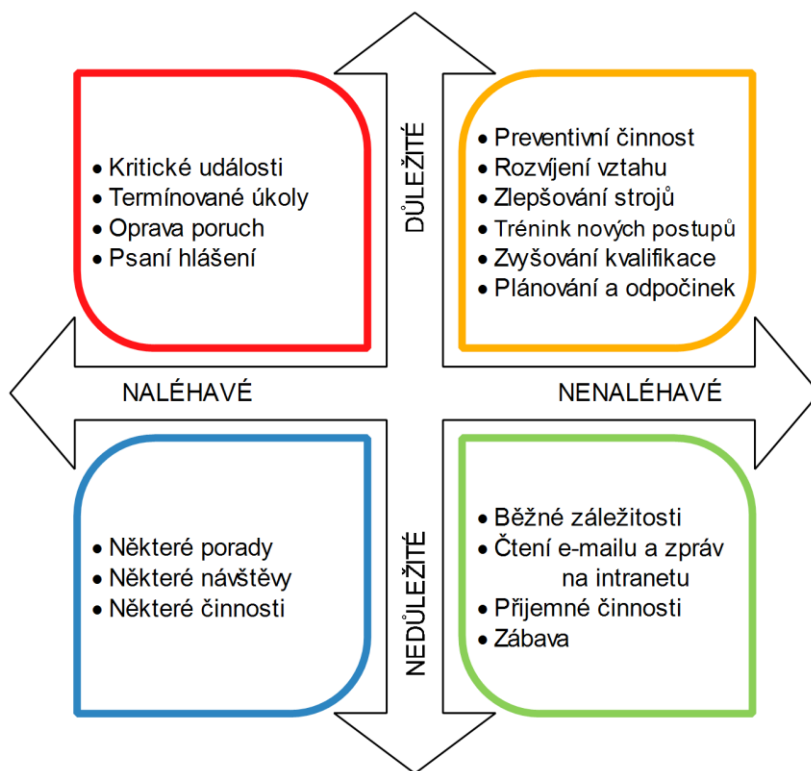 DŮLEŽITÉ
• Kritické události
• Termínované úkoly
• Oprava poruch
• Psaní hlášení
• Preventivní činnost
• Rozvíjení vztahu
• Zlepšování strojů
• Trénink nových postupů
• Zvyšování kvalifikace
• Plánování a odpočinek
NALÉHAVÉ
NENALÉHAVÉ
• Některé porady
• Některé návštěvy
• Některé činnosti
NEDŮLEŽITÉ
• Běžné záležitosti
• Čtení e-mailu a zpráv
na intranetu
• Přijemné činnosti
• Zábava